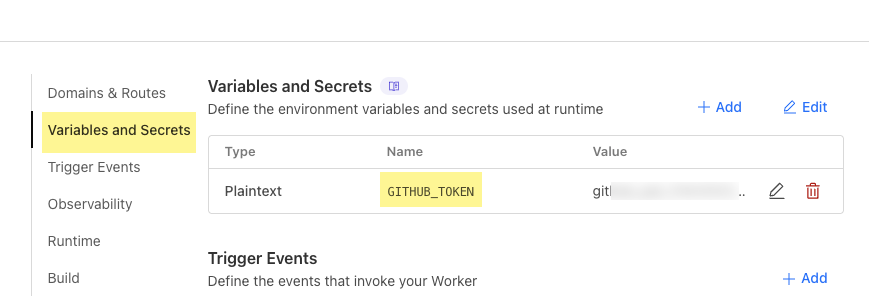 Domains & Routes
Variables and Secrets
Trigger Events
Observability
Runtime
Build
Variables and Secrets
Define the environment variables and secrets used at runtime
Add
Edit
Type Name Value
Plaintext GITHUB_TOKEN ..
Trigger Events
Define the events that invoke your Worker
Add